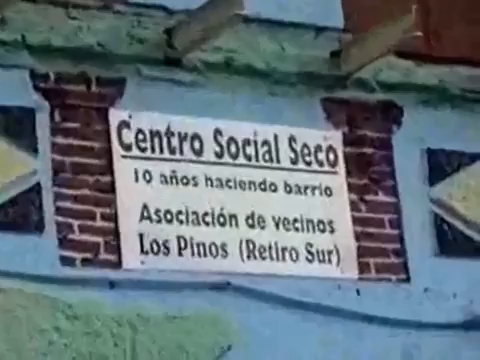 Centro Social Seco
10 años haciendo barrio
Asociación de vecinos
Los Pinos (Retiro Sur)